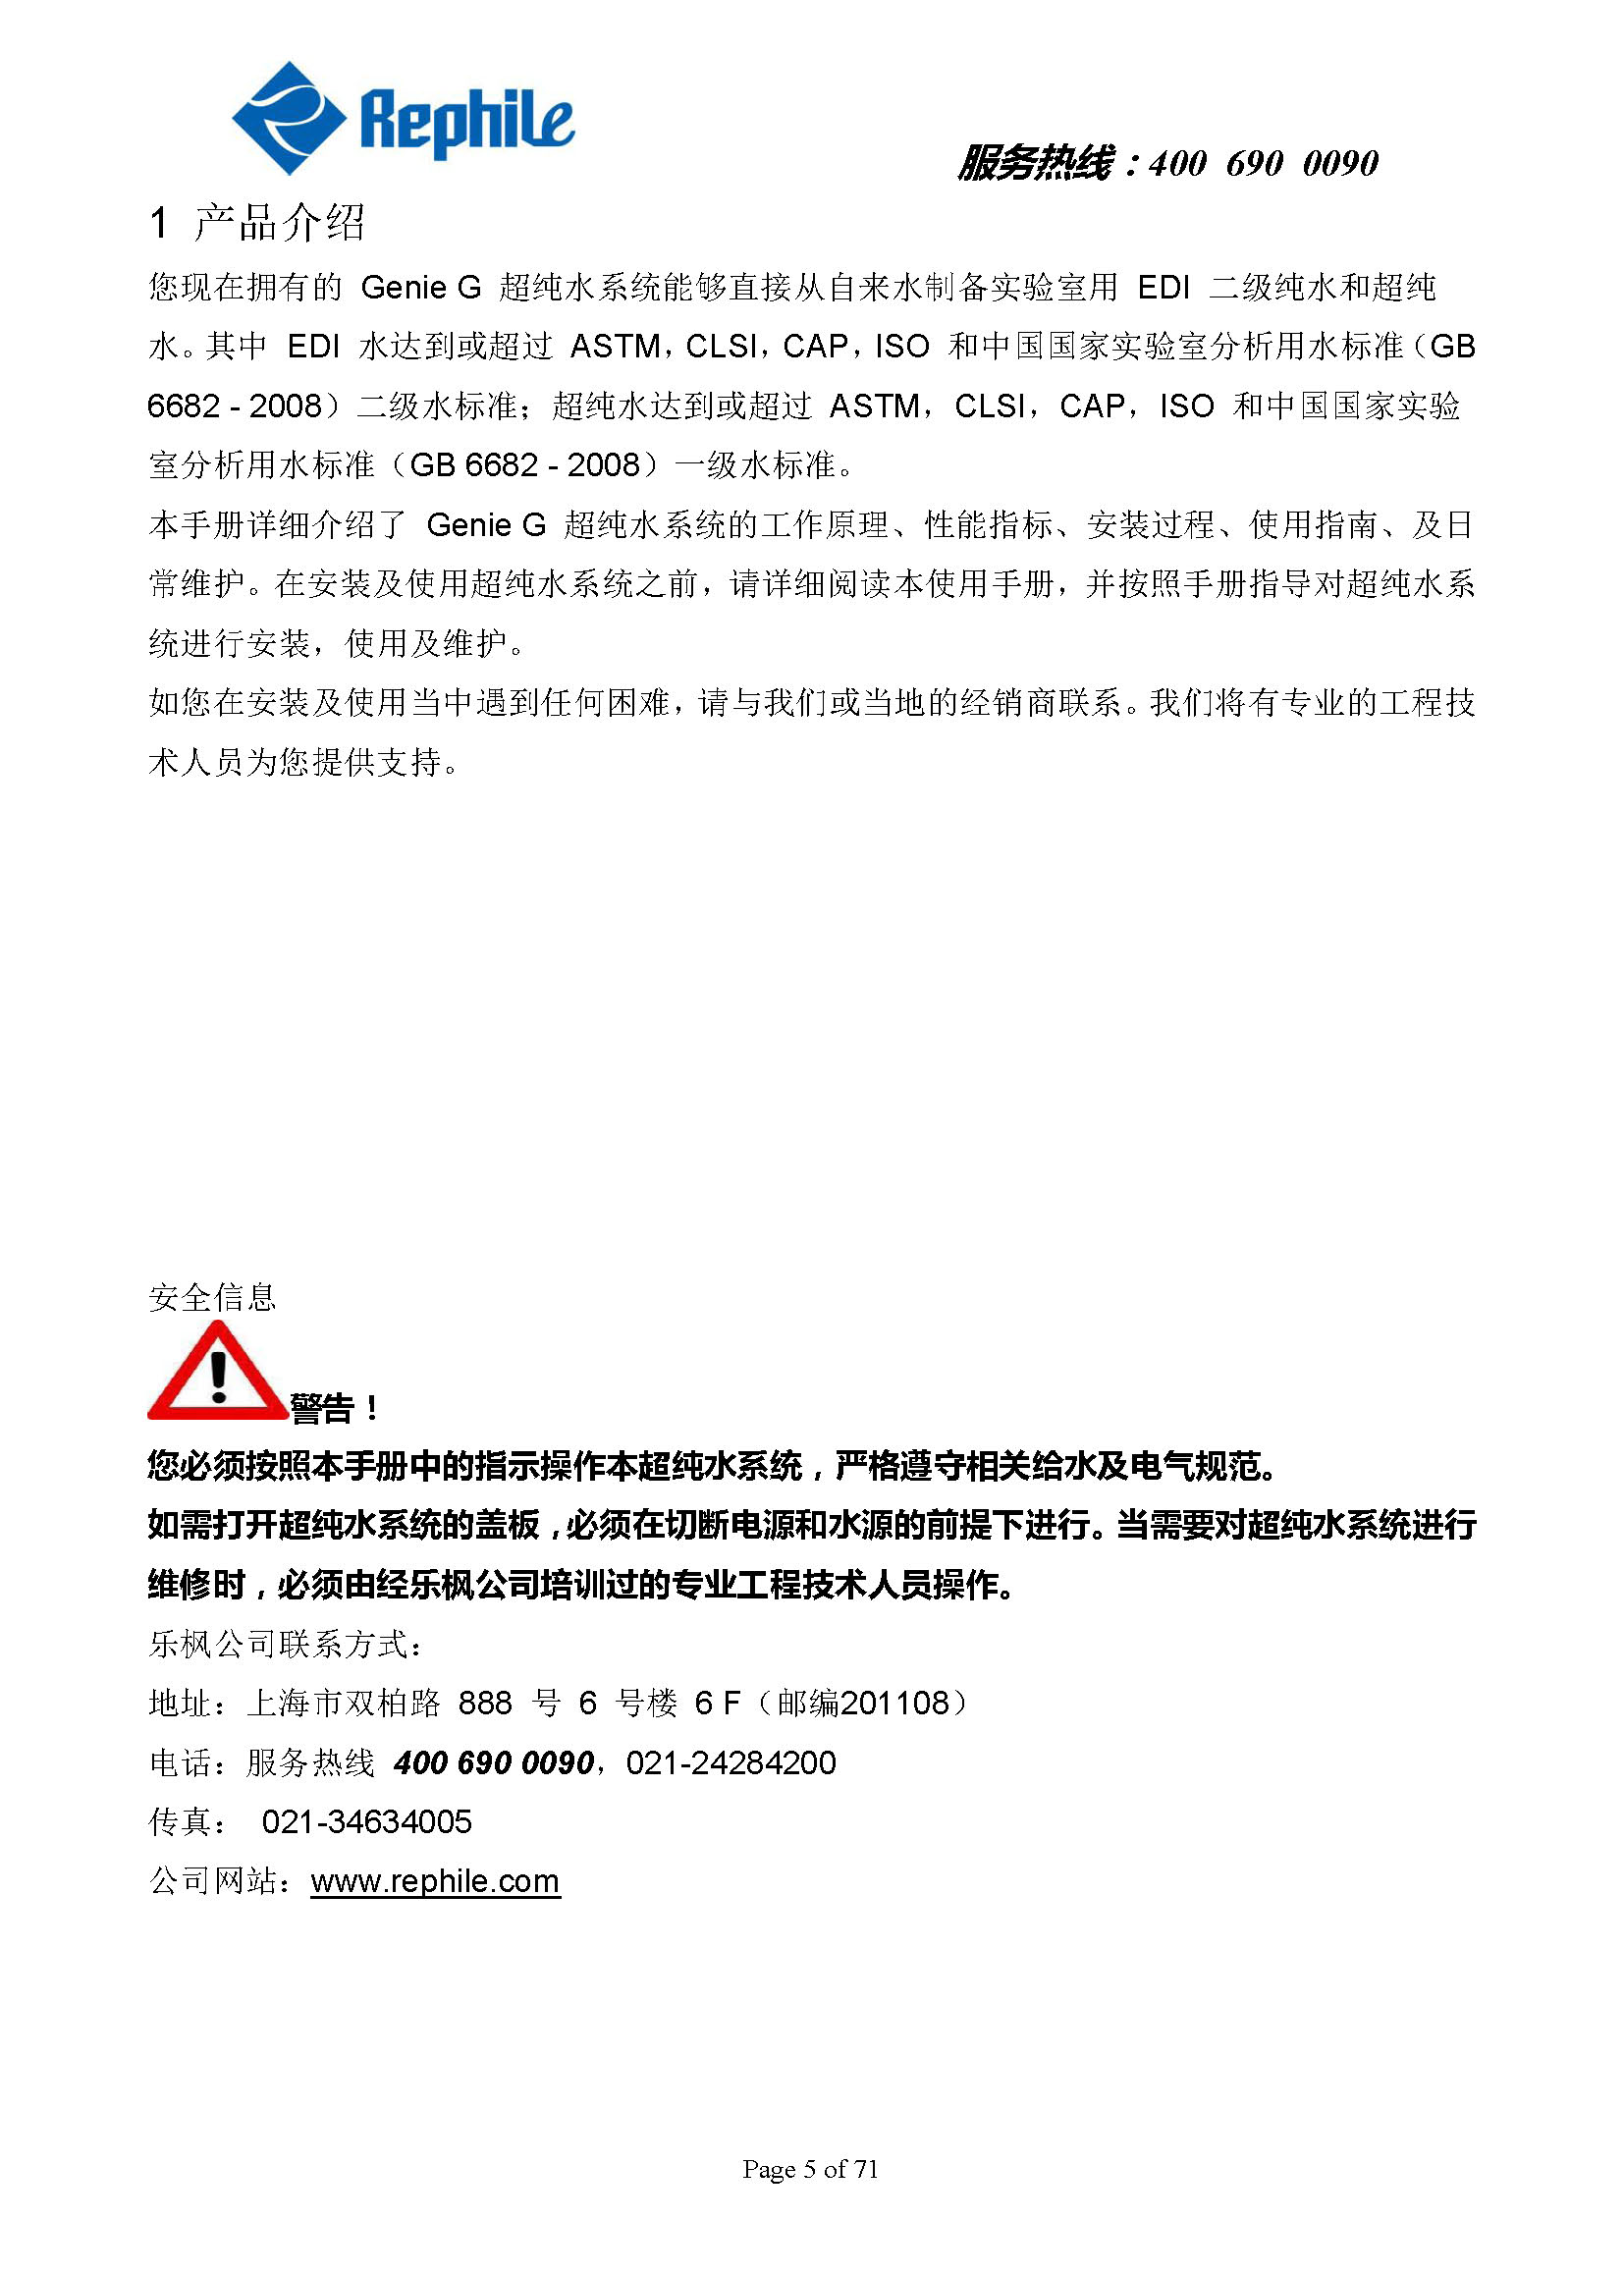 Rephile
服务热线：400 690 0090
1 产品介绍
您现在拥有的 Genie G 超纯水系统能够直接从自来水制备实验室用 EDI 二级纯水和超纯
水。其中 EDI 水达到或超过 ASTM，CLSI，CAP，ISO 和中国国家实验室分析用水标准（GB
6682 - 2008）二级水标准；超纯水达到或超过 ASTM，CLSI，CAP，ISO 和中国国家实验
室分析用水标准（GB 6682 - 2008）一级水标准。
本手册详细介绍了 Genie G 超纯水系统的工作原理、性能指标、安装过程、使用指南、及日
常维护。在安装及使用超纯水系统之前，请详细阅读本使用手册，并按照手册指导对超纯水系
统进行安装，使用及维护。
如您在安装及使用当中遇到任何困难，请与我们或当地的经销商联系。我们将有专业的工程技
术人员为您提供支持。
安全信息
警告！
您必须按照本手册中的指示操作本超纯水系统，严格遵守相关给水及电气规范。
如需打开超纯水系统的盖板，必须在切断电源和水源的前提下进行。当需要对超纯水系统进行
维修时，必须由经乐枫公司培训过的专业工程技术人员操作。
乐枫公司联系方式：
地址：上海市双柏路 888 号 6 号楼 6 F（邮编201108）
电话：服务热线 400 690 0090，021-24284200
传真： 021-34634005
公司网站：www.rephile.com
Page 5 of 71